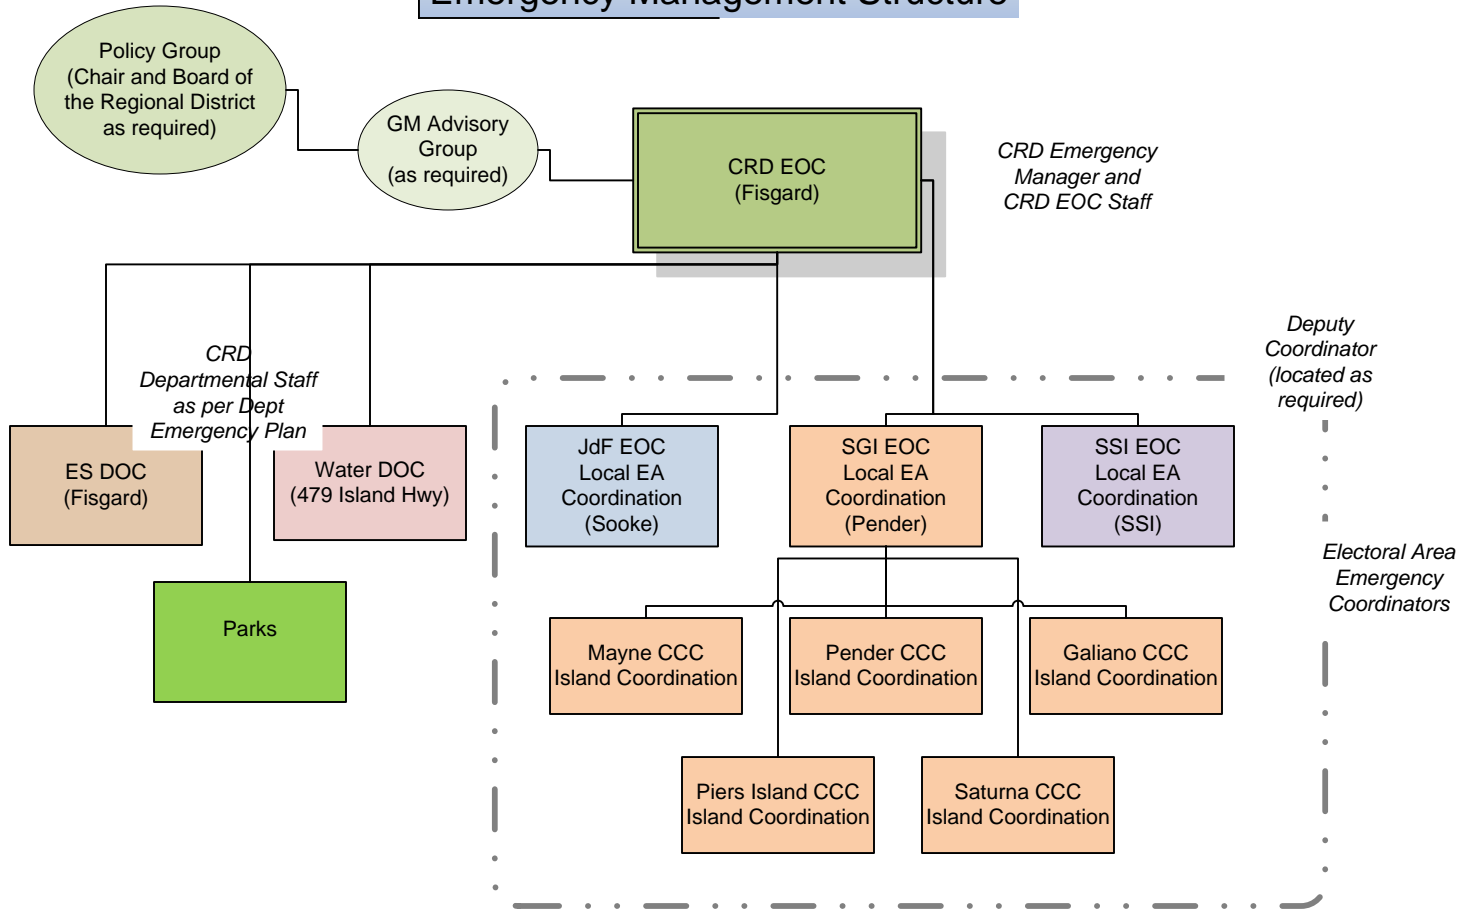 Emergency Management Structure
Policy Group
(Chair and Board of
the Regional District
as required)
GM Advisory
Group
(as required)
CRD EOC
(Fisgard)
CRD Emergency
Manager and
CRD EOC Staff
Deputy
Coordinator
(located as
required)
CRD
Departmental Staff
as per Dept
Emergency Plan
ES DOC
(Fisgard)
Water DOC
(479 Island Hwy)
JdF EOC
Local EA
Coordination
(Sooke)
SGI EOC
Local EA
Coordination
(Pender)
SSI EOC
Local EA
Coordination
(SSI)
Electoral Area
Emergency
Coordinators
Parks
Mayne CCC
Island Coordination
Pender CCC
Island Coordination
Galiano CCC
Island Coordination
Piers Island CCC
Island Coordination
Saturna CCC
Island Coordination